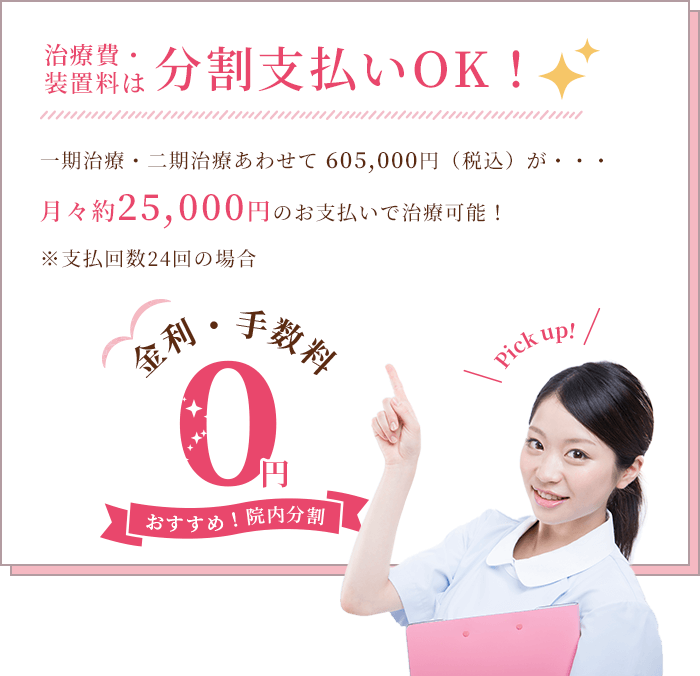 治療費・
装置料は
分割支払いOK！
一期治療・二期治療あわせて 605,000円（税込）が・・・
月々約25,000円のお支払いで治療可能！
※支払回数24回の場合
金利・手数料
0円
おすすめ！院内分割
Pick up!